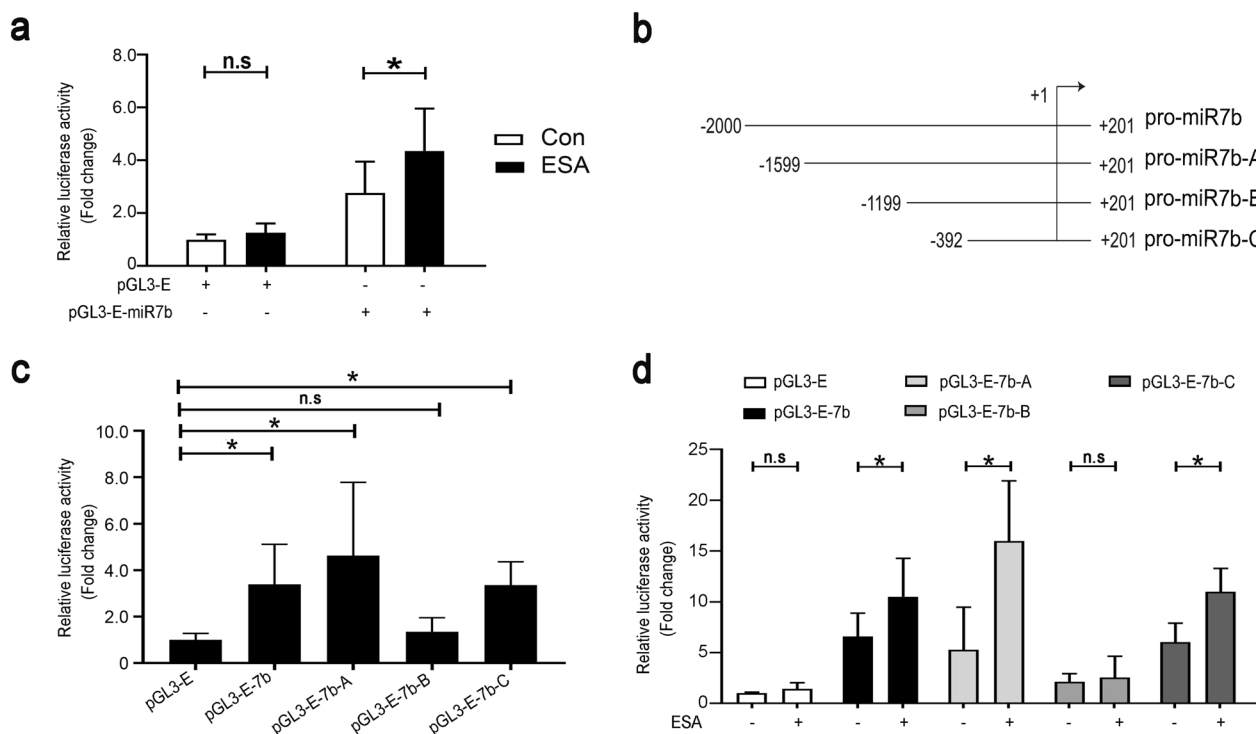 a
8.0
6.0
4.0
2.0
0
Relative luciferase activity
(Fold change)
n.s
*
Con
ESA
pGL3-E + + - -
pGL3-E-miR7b - - + +
b
+1
-2000 +201 pro-miR7b
-1599 +201 pro-miR7b-A
-1199 +201 pro-miR7b-B
-392 +201 pro-miR7b-C
c
*
n.s
*
*
10.0
8.0
6.0
4.0
2.0
0
Relative luciferase activity
(Fold change)
pGL3-E
pGL3-E-7b
pGL3-E-7b-A
pGL3-E-7b-B
pGL3-E-7b-C
d
pGL3-E pGL3-E-7b-A pGL3-E-7b-C
pGL3-E-7b pGL3-E-7b-B
25
20
15
10
5
0
Relative luciferase activity
(Fold change)
n.s * * n.s *
ESA - + - + - + - + - +